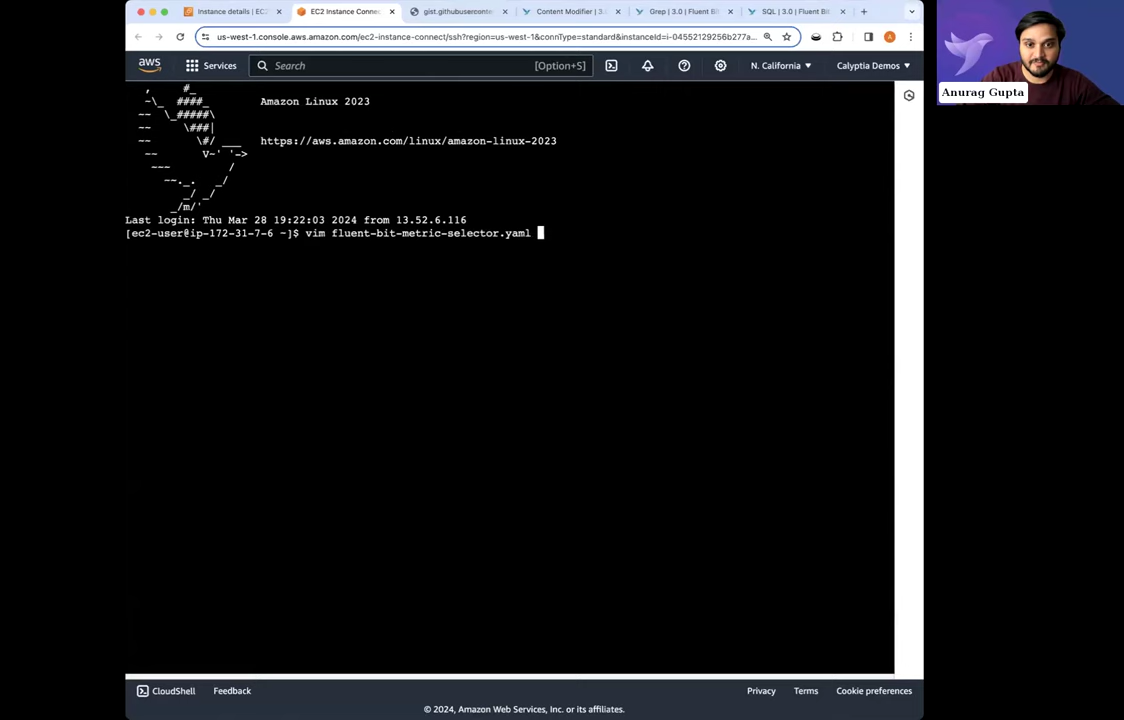 Instance details | EC2
EC2 Instance Connec
gist.githubuserconte
Content Modifier | 3.
Grep | 3.0 | Fluent Bi
SQL | 3.0 | Fluent Bit
us-west-1.console.aws.amazon.com/ec2-instance-connect/ssh?region=us-west-1&connType=standard&instanceId=i-04552129256b277a...
A
aws
Services
Search
[Option+S]
N. California
Calyptia Demos
Anurag Gupta
,     #_
~\_  ####_        Amazon Linux 2023
~~  \_#####\
~~     \###|
~~       \#/ ___   https://aws.amazon.com/linux/amazon-linux-2023
~~       V~' '->
~~~         /
~~._.   _/
_/ _/
_/m/'
Last login: Thu Mar 28 19:22:03 2024 from 13.52.6.116
[ec2-user@ip-172-31-7-6 ~]$ vim fluent-bit-metric-selector.yaml
CloudShell
Feedback
Privacy
Terms
Cookie preferences
© 2024, Amazon Web Services, Inc. or its affiliates.